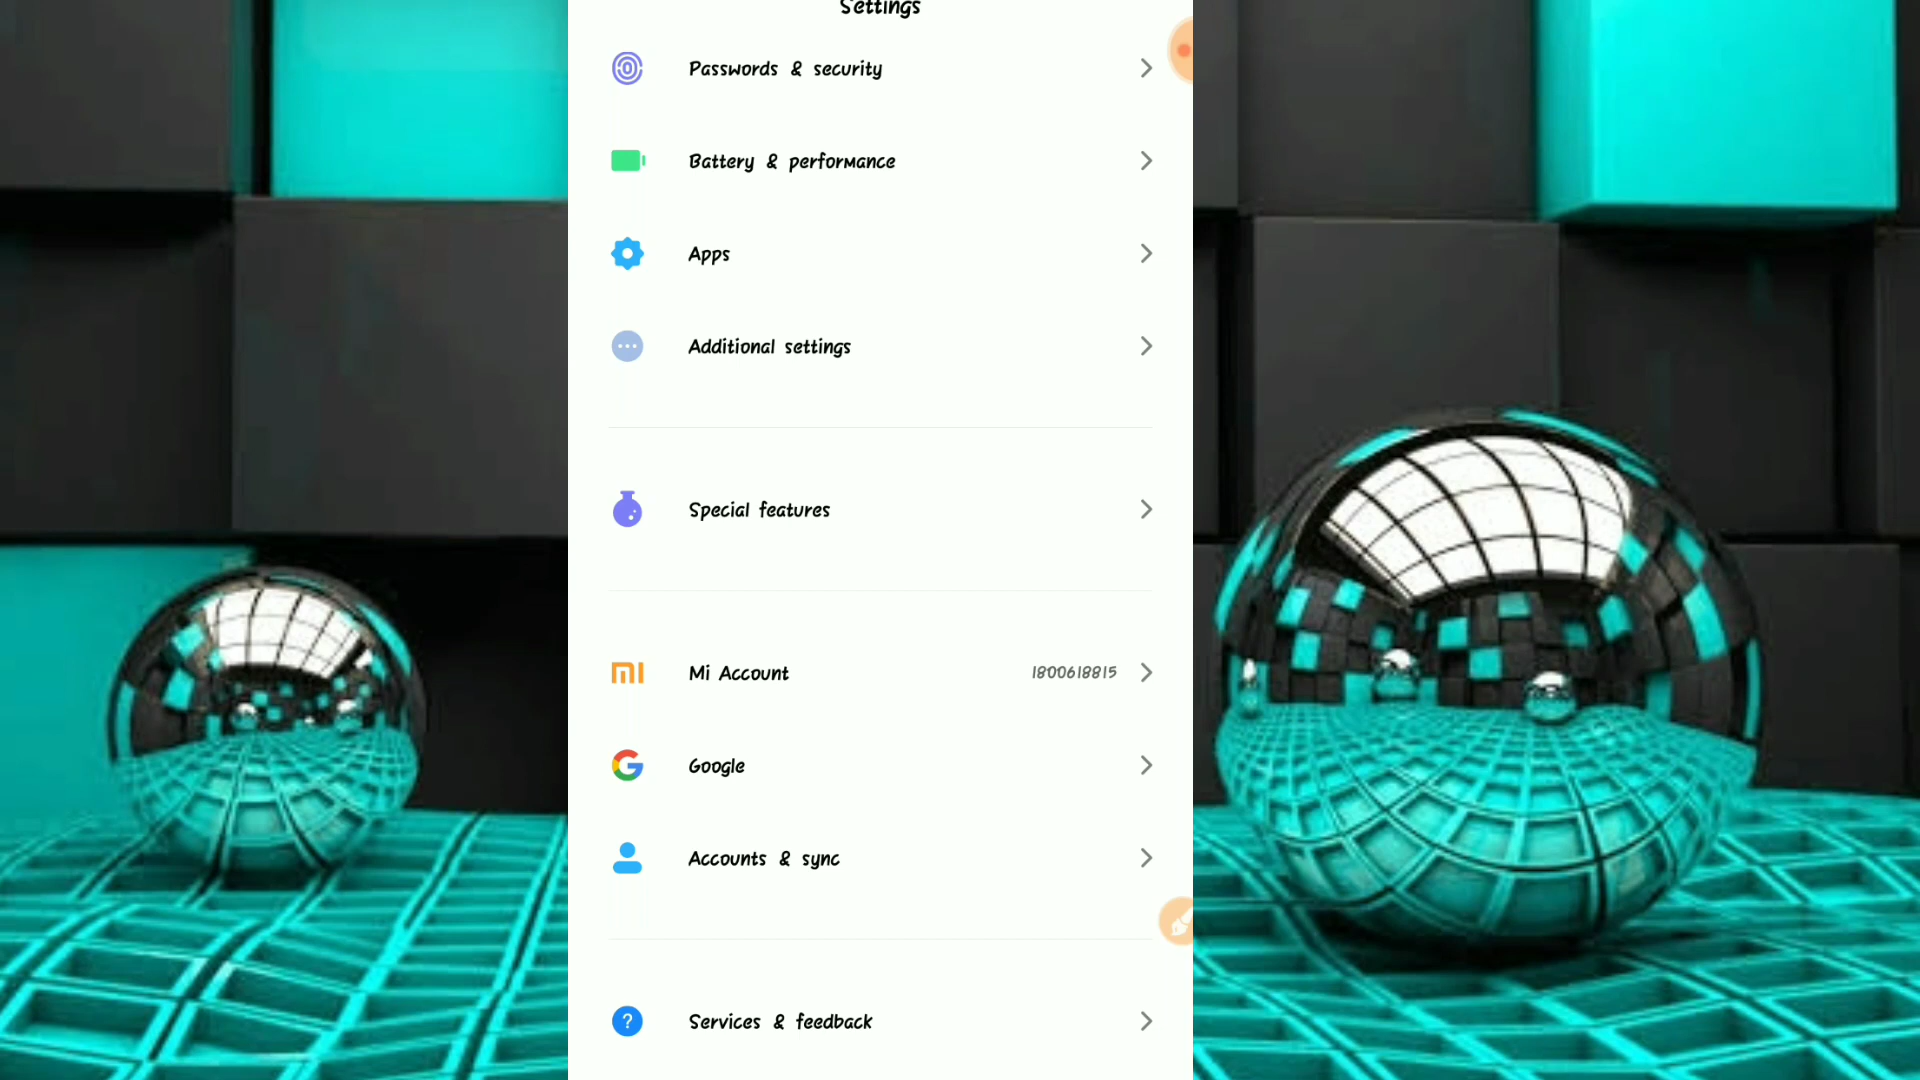 Settings
Passwords & security
Battery & performance
Apps
Additional settings
Special features
Mi Account 1800618815
Google
Accounts & sync
Services & feedback